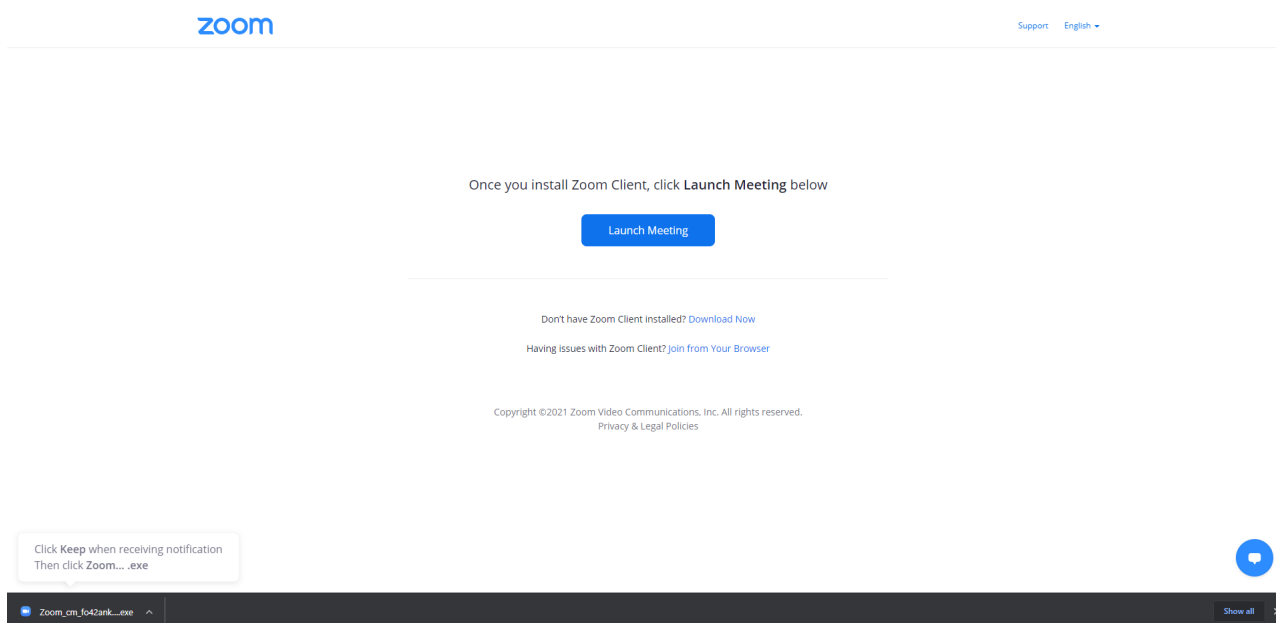 zoom
Support English
Once you install Zoom Client, click Launch Meeting below
Launch Meeting
Don't have Zoom Client installed? Download Now
Having issues with Zoom Client? Join from Your Browser
Copyright ©2021 Zoom Video Communications, Inc. All rights reserved.
Privacy & Legal Policies
Click Keep when receiving notification
Then click Zoom... .exe
Zoom_cm_fo42ank....exe
Show all